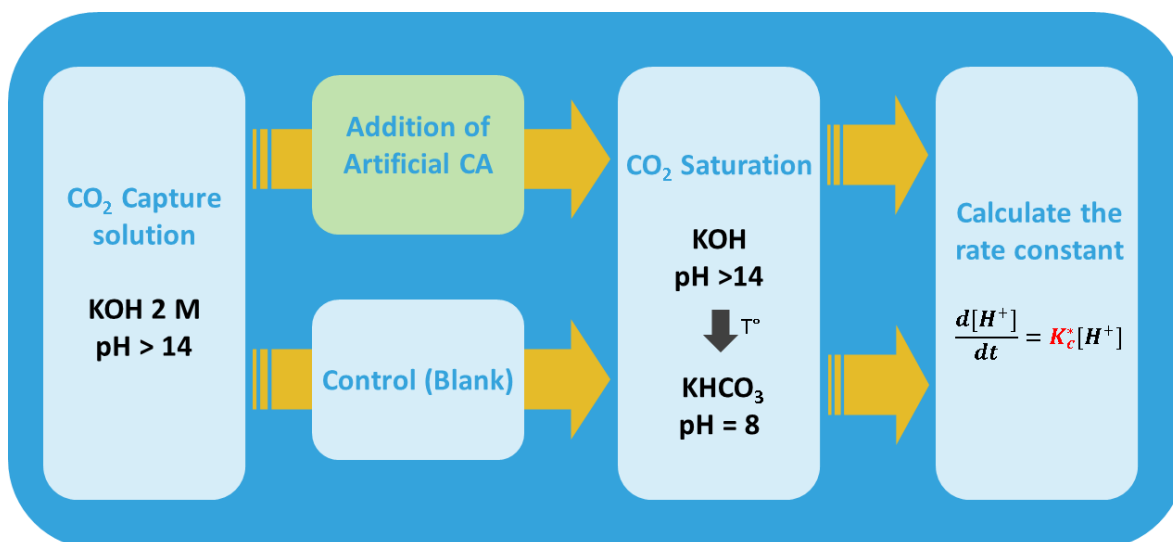 CO₂ Capture
solution
KOH 2 M
pH > 14
Addition of
Artificial CA
Control (Blank)
CO₂ Saturation
KOH
pH >14
T°
KHCO₃
pH = 8
Calculate the
rate constant
d[H⁺]/dt = K*c[H⁺]